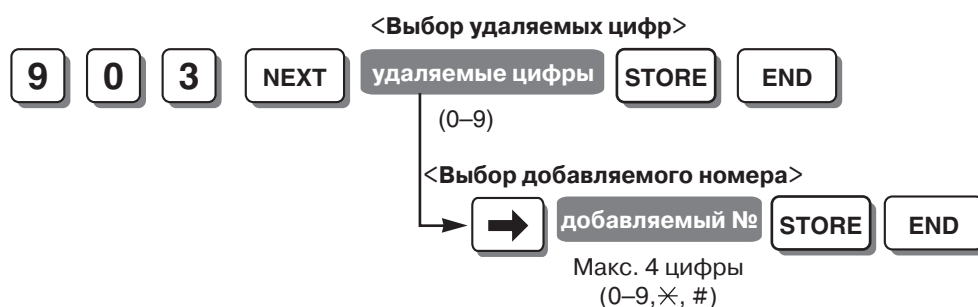 <Выбор удаляемых цифр>
9 0 3 NEXT удаляемые цифры STORE END
(0–9)
<Выбор добавляемого номера>
➡ добавляемый № STORE END
Макс. 4 цифры
(0–9,✳, #)